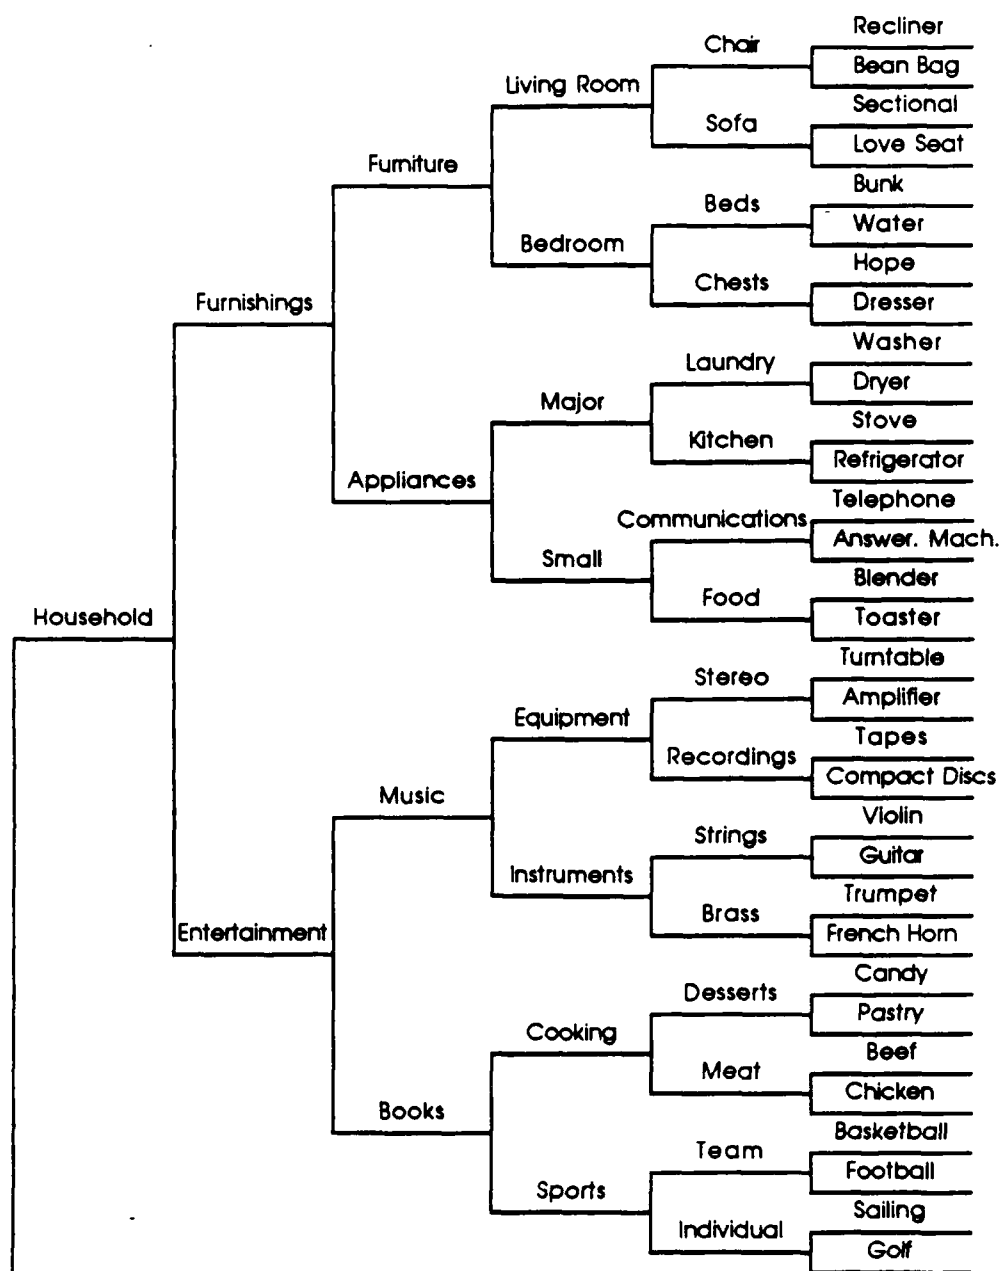 Recliner
Chair
Bean Bag
Living Room
Sectional
Sofa
Love Seat
Furniture
Bunk
Beds
Water
Bedroom
Hope
Chests
Dresser
Furnishings
Washer
Laundry
Dryer
Major
Stove
Kitchen
Refrigerator
Appliances
Telephone
Communications
Answer. Mach.
Small
Blender
Food
Toaster
Household
Turntable
Stereo
Amplifier
Equipment
Tapes
Recordings
Compact Discs
Music
Violin
Strings
Guitar
Instruments
Trumpet
Brass
French Horn
Entertainment
Candy
Desserts
Pastry
Cooking
Beef
Meat
Chicken
Books
Basketball
Team
Football
Sports
Sailing
Individual
Golf